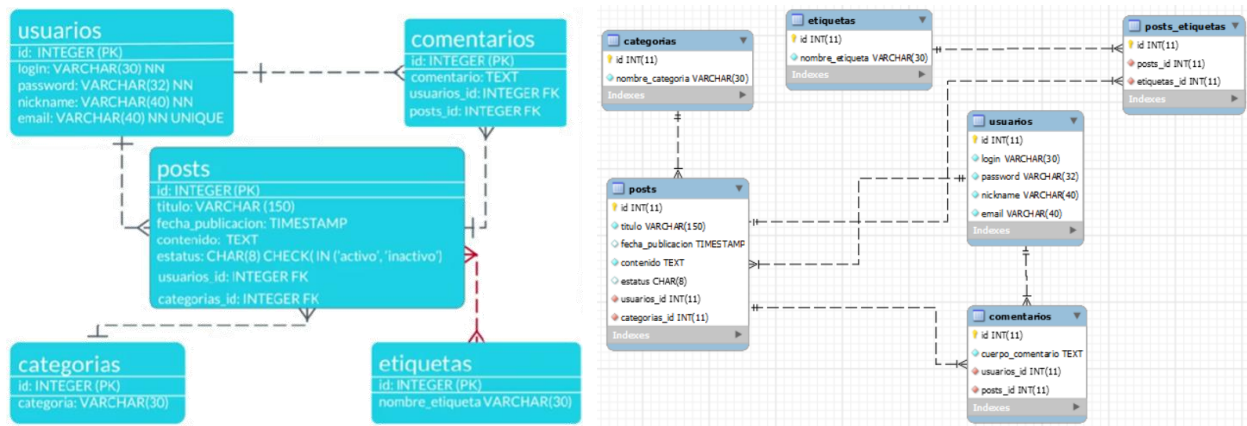 usuarios
id: INTEGER (PK)
login: VARCHAR(30) NN
password: VARCHAR(32) NN
nickname: VARCHAR(40) NN
email: VARCHAR(40) NN UNIQUE
comentarios
id: INTEGER (PK)
comentario: TEXT
usuarios_id: INTEGER FK
posts_id: INTEGER FK
posts
id: INTEGER (PK)
titulo: VARCHAR (150)
fecha_publicacion: TIMESTAMP
contenido: TEXT
estatus: CHAR(8) CHECK( IN ('activo', 'inactivo')
usuarios_id: INTEGER FK
categorias_id: INTEGER FK
categorias
id: INTEGER (PK)
categoria: VARCHAR(30)
etiquetas
id: INTEGER (PK)
nombre_etiqueta VARCHAR(30)
categorias
id INT(11)
nombre_categoria VARCHAR(30)
Indexes
etiquetas
id INT(11)
nombre_etiqueta VARCHAR(30)
Indexes
posts_etiquetas
id INT(11)
posts_id INT(11)
etiquetas_id INT(11)
Indexes
usuarios
id INT(11)
login VARCHAR(30)
password VARCHAR(32)
nickname VARCHAR(40)
email VARCHAR(40)
Indexes
posts
id INT(11)
titulo VARCHAR(150)
fecha_publicacion TIMESTAMP
contenido TEXT
estatus CHAR(8)
usuarios_id INT(11)
categorias_id INT(11)
Indexes
comentarios
id INT(11)
cuerpo_comentario TEXT
usuarios_id INT(11)
posts_id INT(11)
Indexes